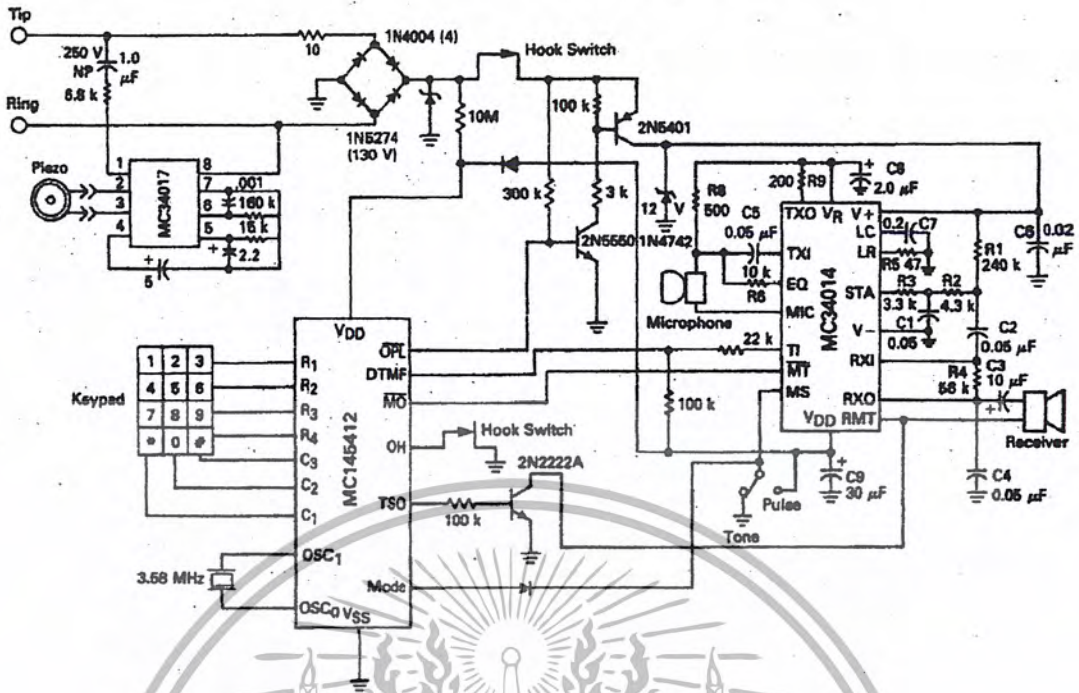 Tip
250 V
NP
1.0
µF
6.8 k
10
1N4004 (4)
Hook Switch
Ring
1N5274
(130 V)
10M
100 k
2N5401
Piezo
1
2
3
4
MC34017
8
7
6
5
.001
160 k
15 k
2.2
5
+
+
300 k
3 k
12 V
2N5550
1N4742
R8
500
C5
0.05 µF
10 k
R6
Microphone
200
R9
C8
2.0 µF
+
TXO
VR
V+
LC
LR
STA
V−
RXI
RXO
VDD
RMT
TXI
EQ
MIC
TI
MT
MS
MC34014
0.2
C7
R5 47
R3
3.3 k
R2
4.3 k
C1
0.05
R1
240 k
C6
0.02
µF
C2
0.05 µF
R4
56 k
C3
10 µF
+
Receiver
C4
0.05 µF
+
C9
30 µF
22 k
100 k
Pulse
Tone
Keypad
1 2 3
4 5 6
7 8 9
* 0 #
VDD
R1
R2
R3
R4
C3
C2
C1
OSC1
OSC0
VSS
MC145412
OPL
DTMF
MO
OH
TSO
Mode
Hook Switch
2N2222A
100 k
3.58 MHz